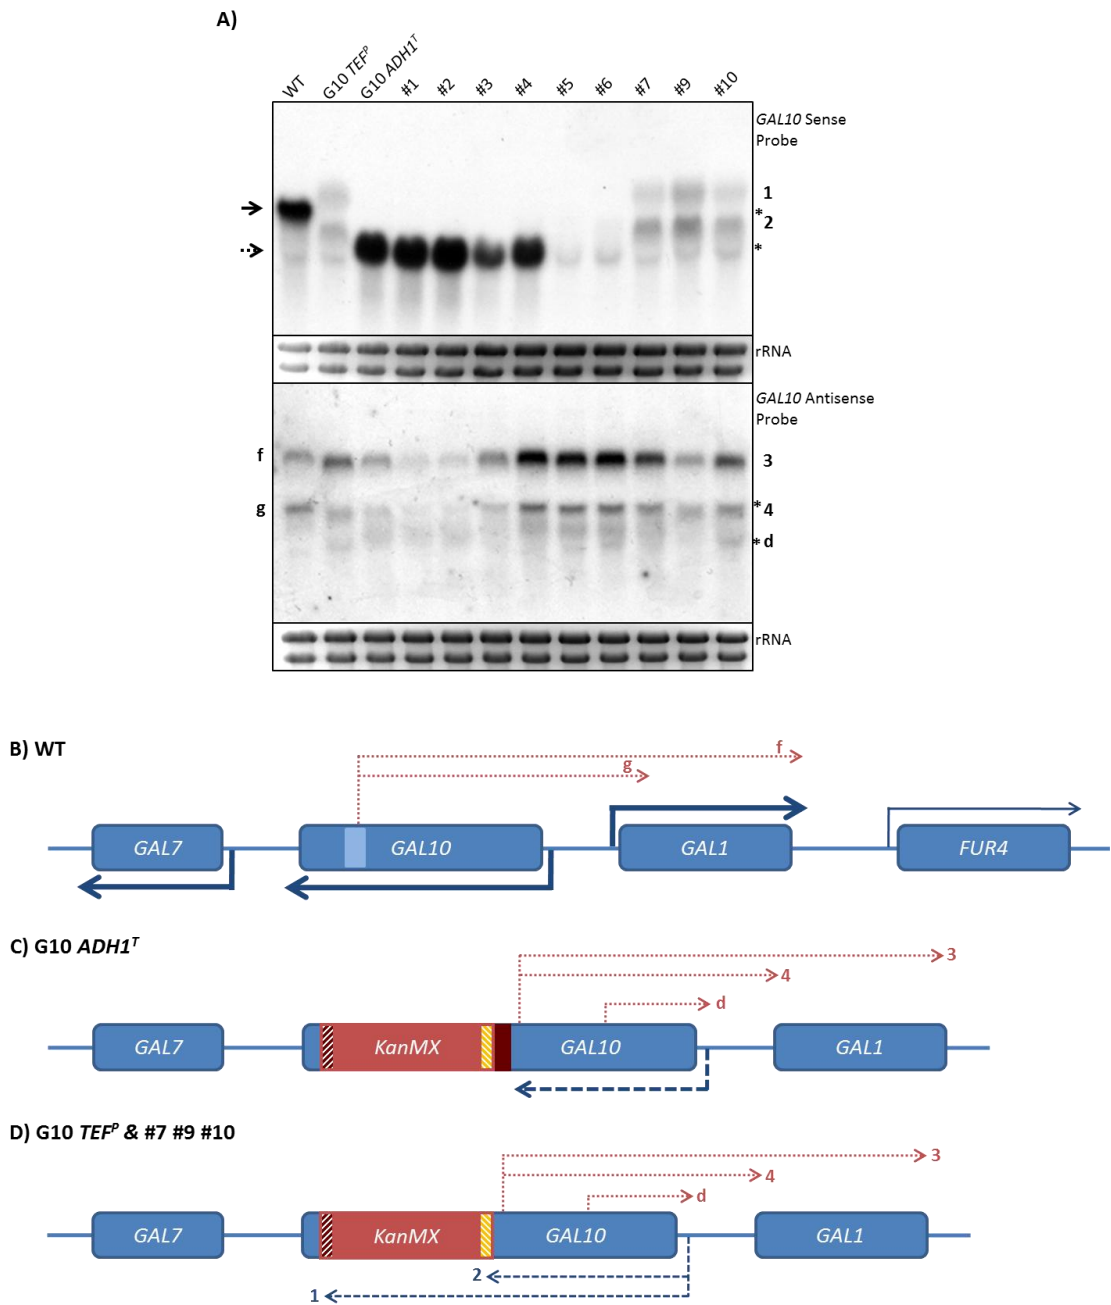 A)
WT
G10 TEFᴾ
G10 ADH1ᵀ
#1
#2
#3
#4
#5
#6
#7
#9
#10
GAL10 Sense
Probe
1
*
2
*
rRNA
GAL10 Antisense
Probe
f
3
g
*4
*d
rRNA
B) WT
f
g
GAL7
GAL10
GAL1
FUR4
C) G10 ADH1ᵀ
3
4
d
GAL7
KanMX
GAL10
GAL1
D) G10 TEFᴾ & #7 #9 #10
3
4
d
GAL7
KanMX
GAL10
GAL1
2
1